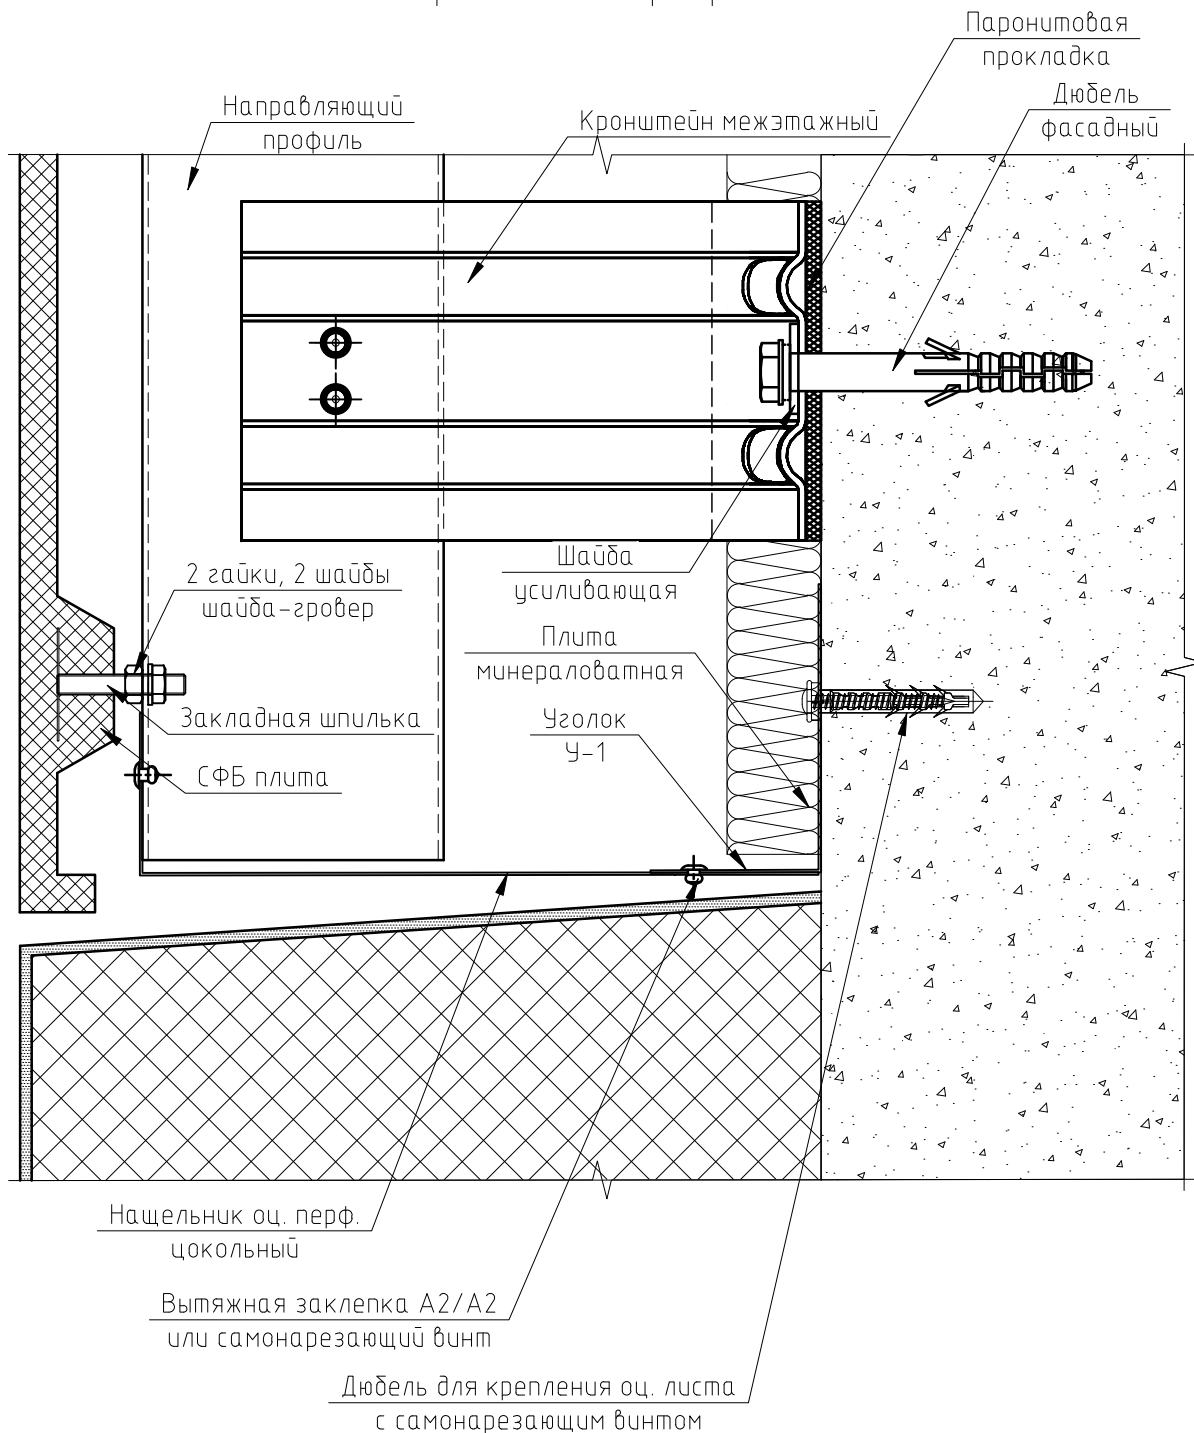 Паронитовая
прокладка
Дюбель
фасадный
Направляющий
профиль
Кронштейн межэтажный
Шайба
усиливающая
2 гайки, 2 шайбы
шайба-гровер
Плита
минераловатная
Закладная шпилька
Уголок
У-1
СФБ плита
Нащельник оц. перф.
цокольный
Вытяжная заклепка А2/А2
или самонарезающий винт
Дюбель для крепления оц. листа
с самонарезающим винтом